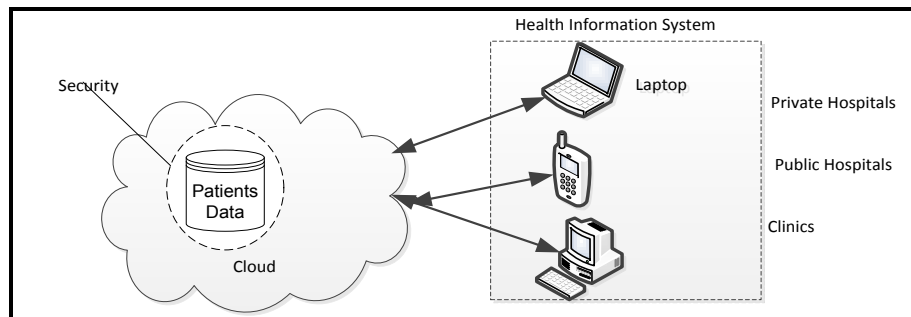 Health Information System
Security
Laptop
Private Hospitals
Public Hospitals
Patients
Data
Clinics
Cloud